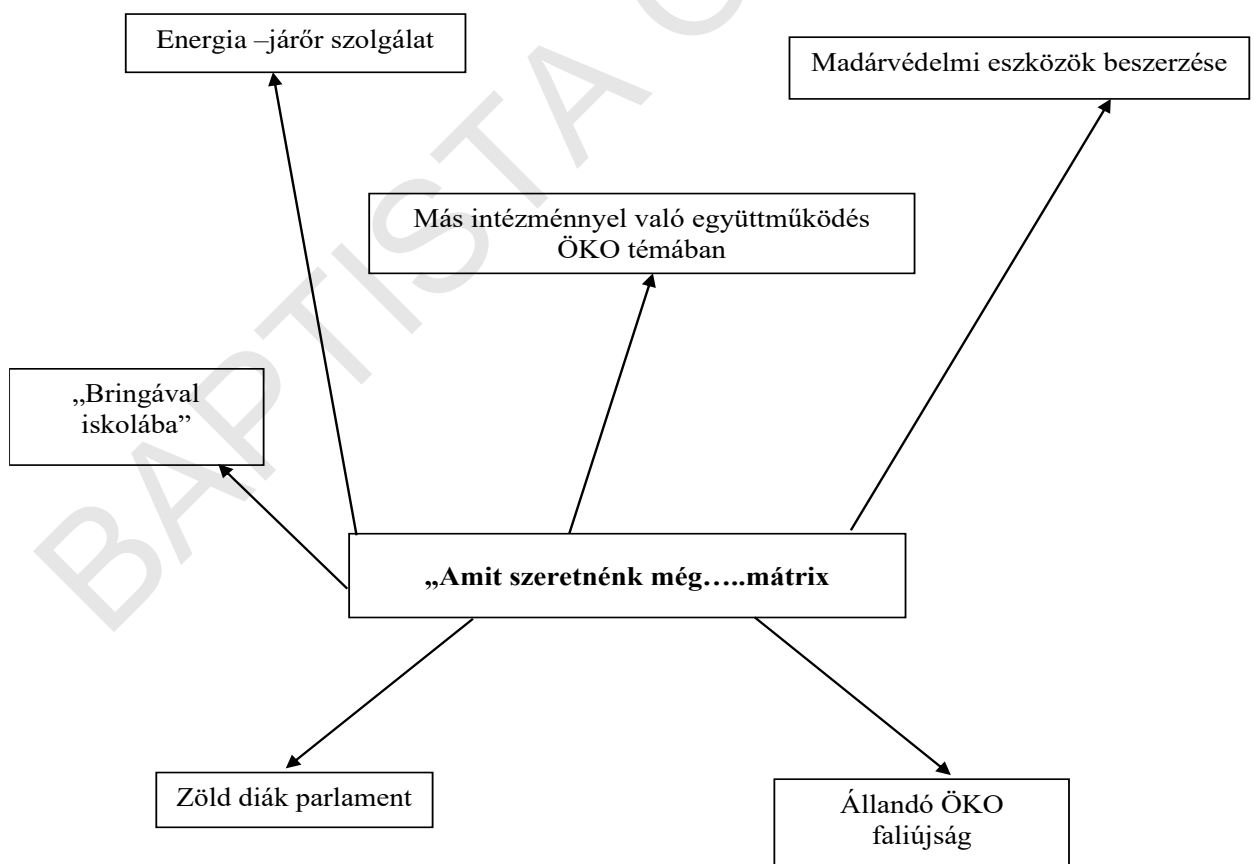 Energia –járőr szolgálat
Madárvédelmi eszközök beszerzése
Más intézménnyel való együttműködés
ÖKO témában
„Bringával
iskolába”
„Amit szeretnénk még…..mátrix
Zöld diák parlament
Állandó ÖKO
faliújság
BAPTISTA